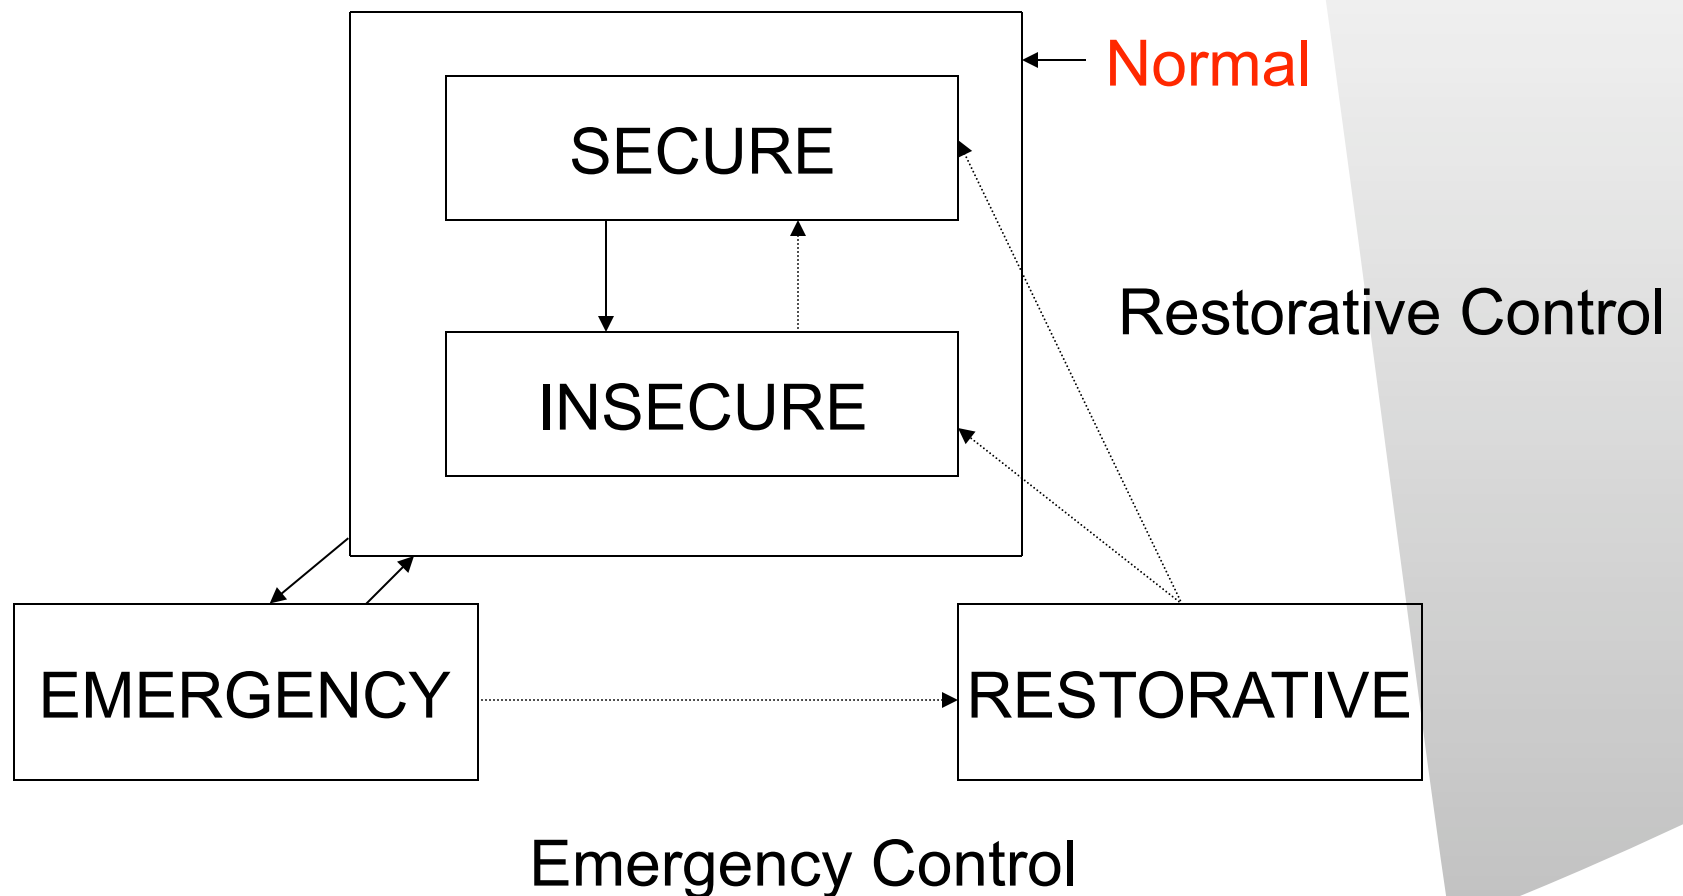 Normal
SECURE
Restorative Control
INSECURE
EMERGENCY
RESTORATIVE
Emergency Control